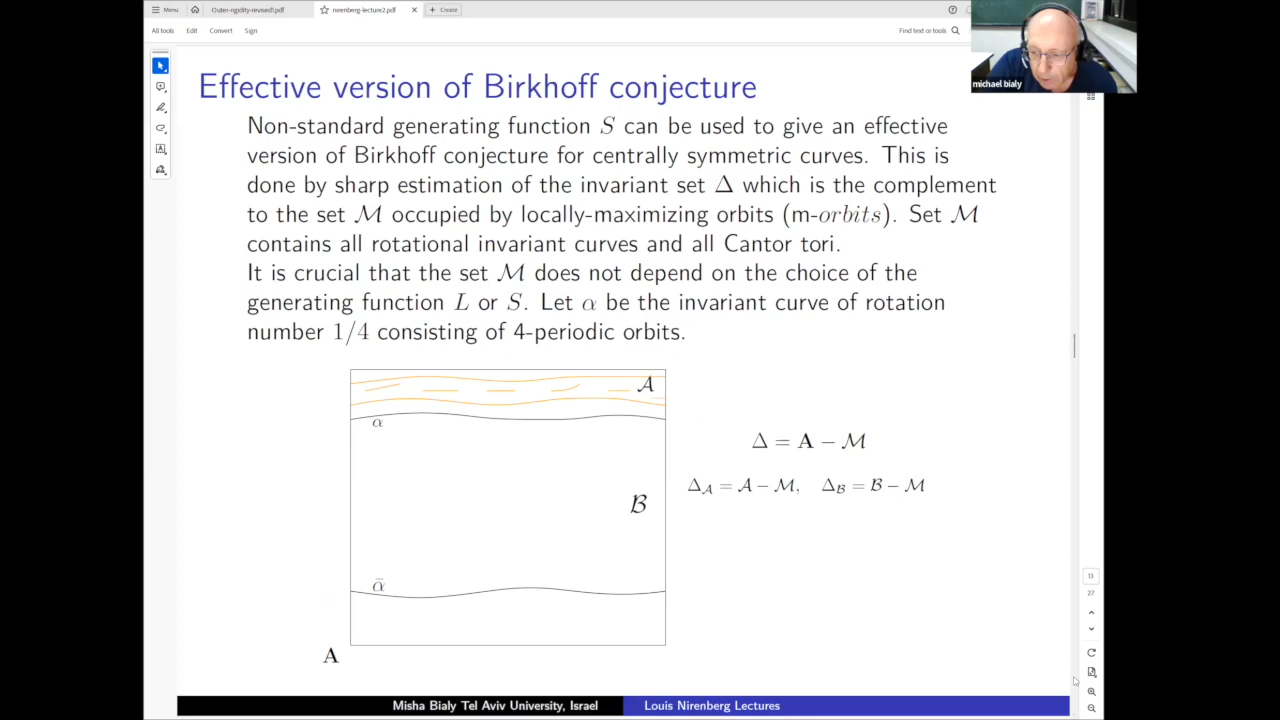 Menu
Outer-rigidity-revised1.pdf
nirenberg-lecture2.pdf
Create
All tools
Edit
Convert
Sign
Find text or tools
michael bialy
Effective version of Birkhoff conjecture
Non-standard generating function S can be used to give an effective
version of Birkhoff conjecture for centrally symmetric curves. This is
done by sharp estimation of the invariant set Δ which is the complement
to the set ℳ occupied by locally-maximizing orbits (m-orbits). Set ℳ
contains all rotational invariant curves and all Cantor tori.
It is crucial that the set ℳ does not depend on the choice of the
generating function L or S. Let α be the invariant curve of rotation
number 1/4 consisting of 4-periodic orbits.
𝒜
α
Δ = 𝐀 − ℳ
Δ_𝒜 = 𝒜 − ℳ, Δ_ℬ = ℬ − ℳ
ℬ
ᾱ
𝐀
13
27
Misha Bialy Tel Aviv University, Israel
Louis Nirenberg Lectures